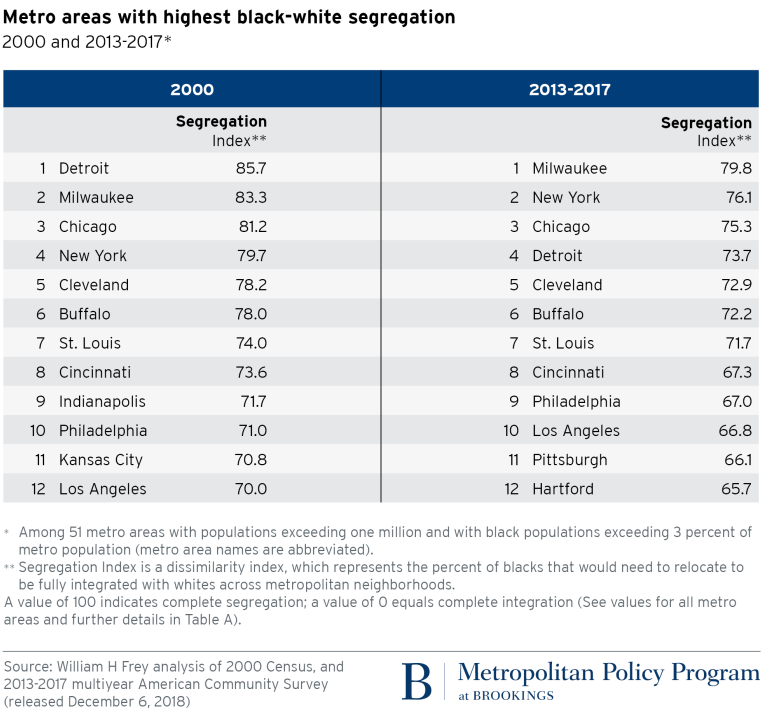 Metro areas with highest black-white segregation
2000 and 2013-2017*
2000 2013-2017
Segregation Segregation
Index** Index**
1 Detroit 85.7 1 Milwaukee 79.8
2 Milwaukee 83.3 2 New York 76.1
3 Chicago 81.2 3 Chicago 75.3
4 New York 79.7 4 Detroit 73.7
5 Cleveland 78.2 5 Cleveland 72.9
6 Buffalo 78.0 6 Buffalo 72.2
7 St. Louis 74.0 7 St. Louis 71.7
8 Cincinnati 73.6 8 Cincinnati 67.3
9 Indianapolis 71.7 9 Philadelphia 67.0
10 Philadelphia 71.0 10 Los Angeles 66.8
11 Kansas City 70.8 11 Pittsburgh 66.1
12 Los Angeles 70.0 12 Hartford 65.7
* Among 51 metro areas with populations exceeding one million and with black populations exceeding 3 percent of
metro population (metro area names are abbreviated).
** Segregation Index is a dissimilarity index, which represents the percent of blacks that would need to relocate to
be fully integrated with whites across metropolitan neighborhoods.
A value of 100 indicates complete segregation; a value of 0 equals complete integration (See values for all metro
areas and further details in Table A).
Source: William H Frey analysis of 2000 Census, and
2013-2017 multiyear American Community Survey
(released December 6, 2018)
B
Metropolitan Policy Program
at BROOKINGS